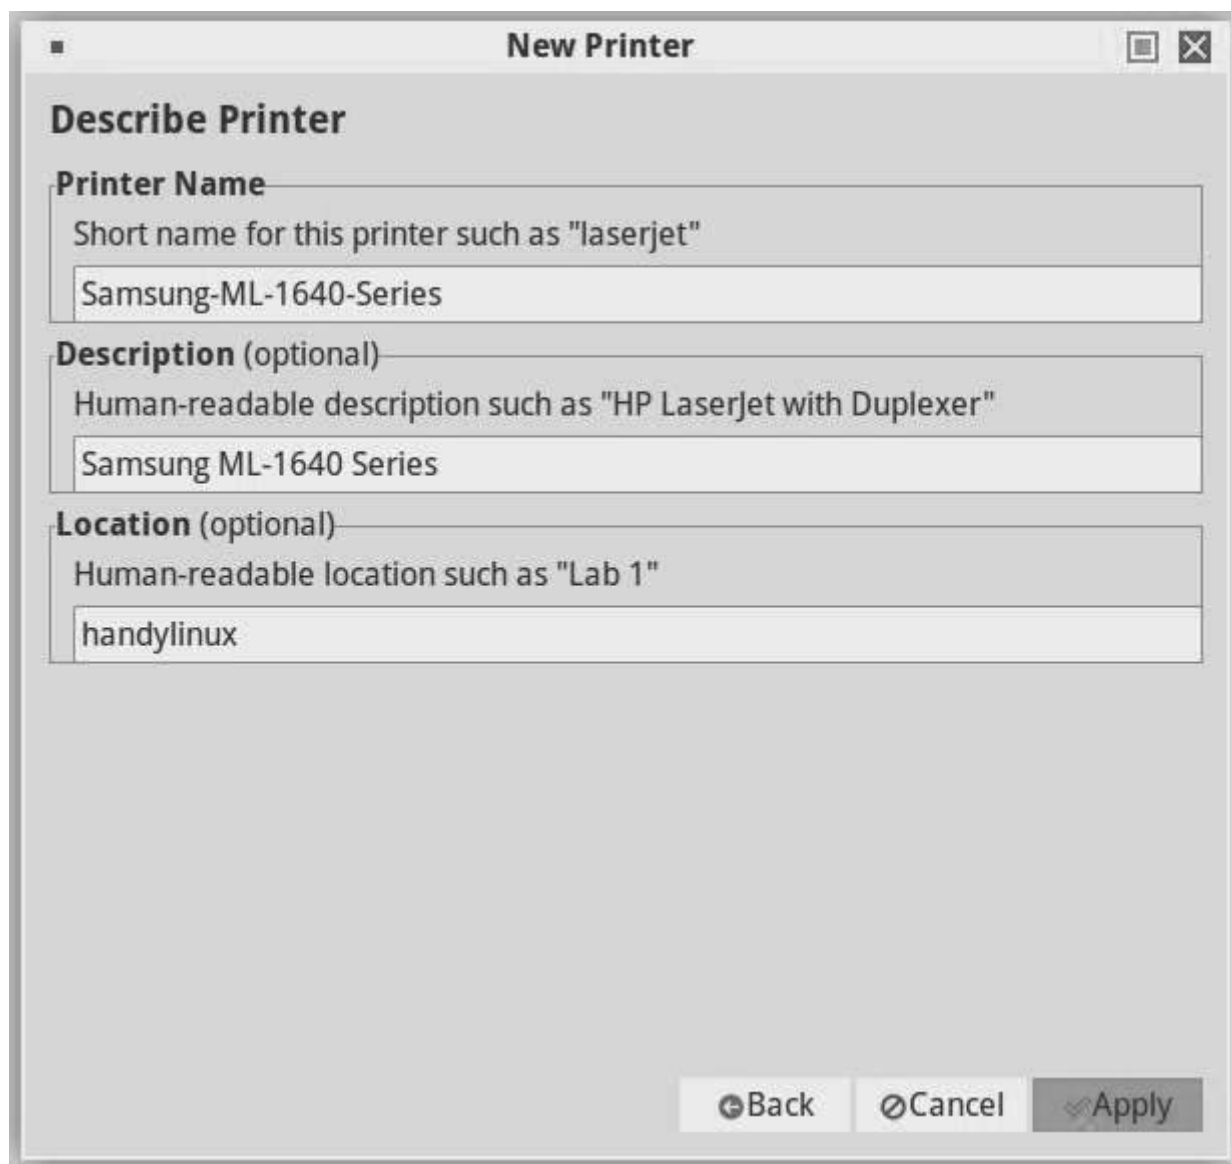 New Printer
Describe Printer
Printer Name
Short name for this printer such as "laserjet"
Samsung-ML-1640-Series
Description (optional)
Human-readable description such as "HP LaserJet with Duplexer"
Samsung ML-1640 Series
Location (optional)
Human-readable location such as "Lab 1"
handylinux
Back Cancel Apply